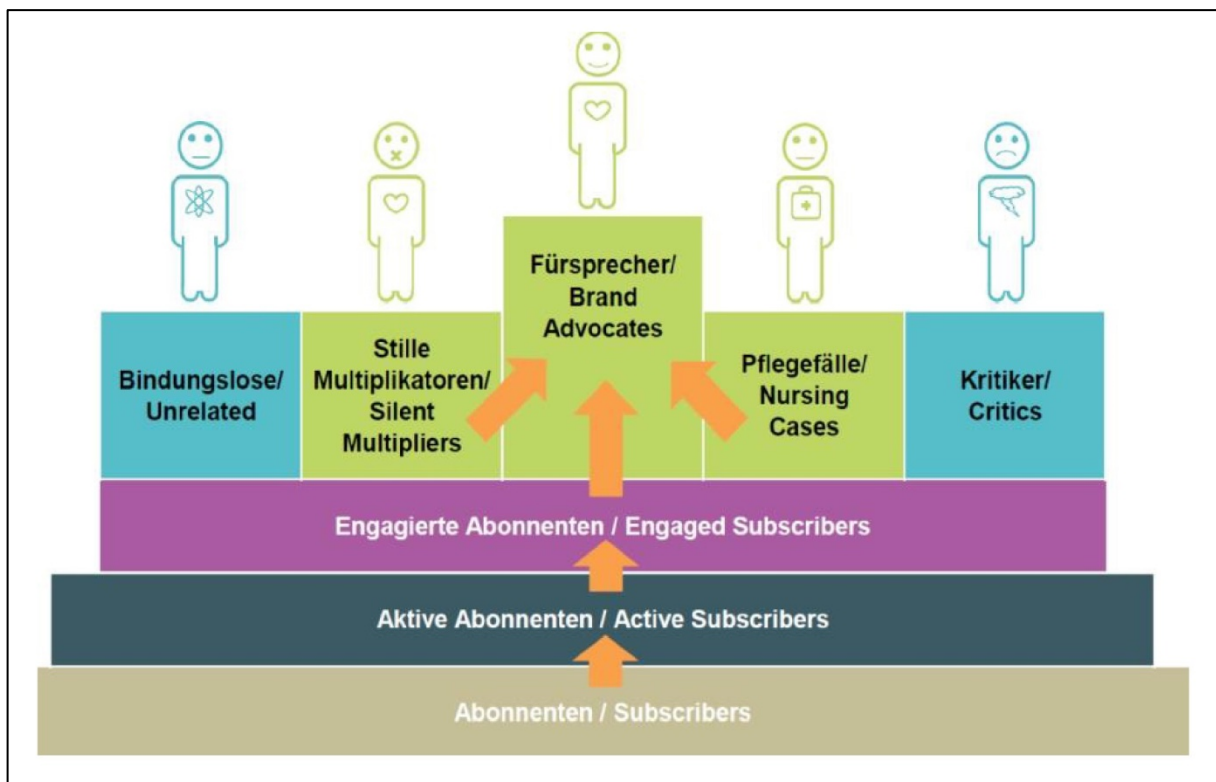 Fürsprecher/
Brand
Advocates
Bindungslose/
Unrelated
Stille
Multiplikatoren/
Silent
Multipliers
Pflegefälle/
Nursing
Cases
Kritiker/
Critics
Engagierte Abonnenten / Engaged Subscribers
Aktive Abonnenten / Active Subscribers
Abonnenten / Subscribers